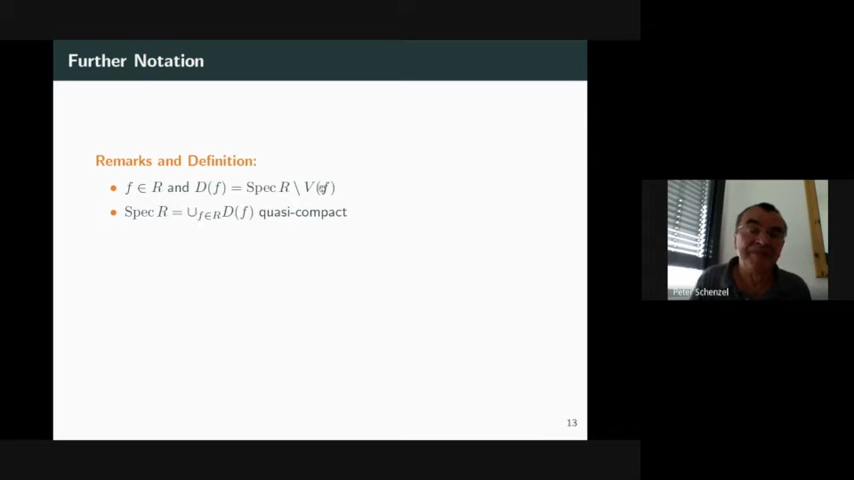 Further Notation
Remarks and Definition:
• f ∈ R and D(f) = Spec R \ V(f)
• Spec R = ∪_{f∈R} D(f) quasi-compact
13
Peter Schenzel